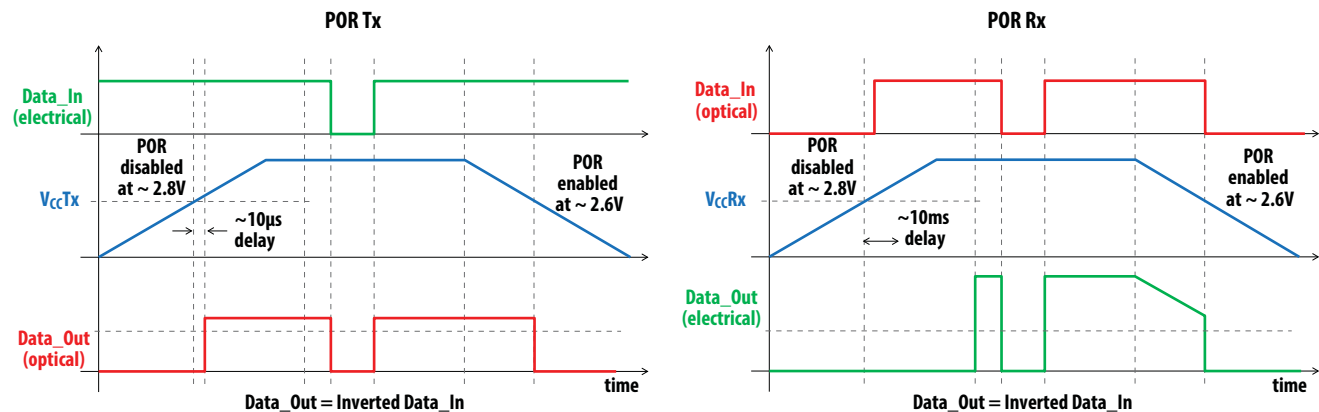 POR Tx
Data_In
(electrical)
POR
disabled
at ~ 2.8V
POR
enabled
at ~ 2.6V
VCCTx
~10µs
delay
Data_Out
(optical)
time
Data_Out = Inverted Data_In
POR Rx
Data_In
(optical)
POR
disabled
at ~ 2.8V
POR
enabled
at ~ 2.6V
VCCRx
~10ms
delay
Data_Out
(electrical)
time
Data_Out = Inverted Data_In